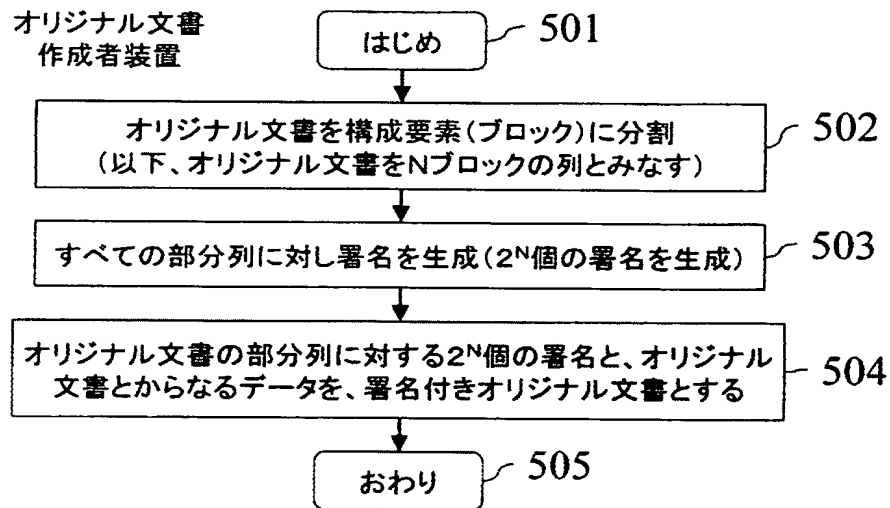 オリジナル文書
作成者装置
はじめ
501
オリジナル文書を構成要素(ブロック)に分割
(以下、オリジナル文書をNブロックの列とみなす)
502
すべての部分列に対し署名を生成(2ᴺ個の署名を生成)
503
オリジナル文書の部分列に対する2ᴺ個の署名と、オリジナル
文書とからなるデータを、署名付きオリジナル文書とする
504
おわり
505